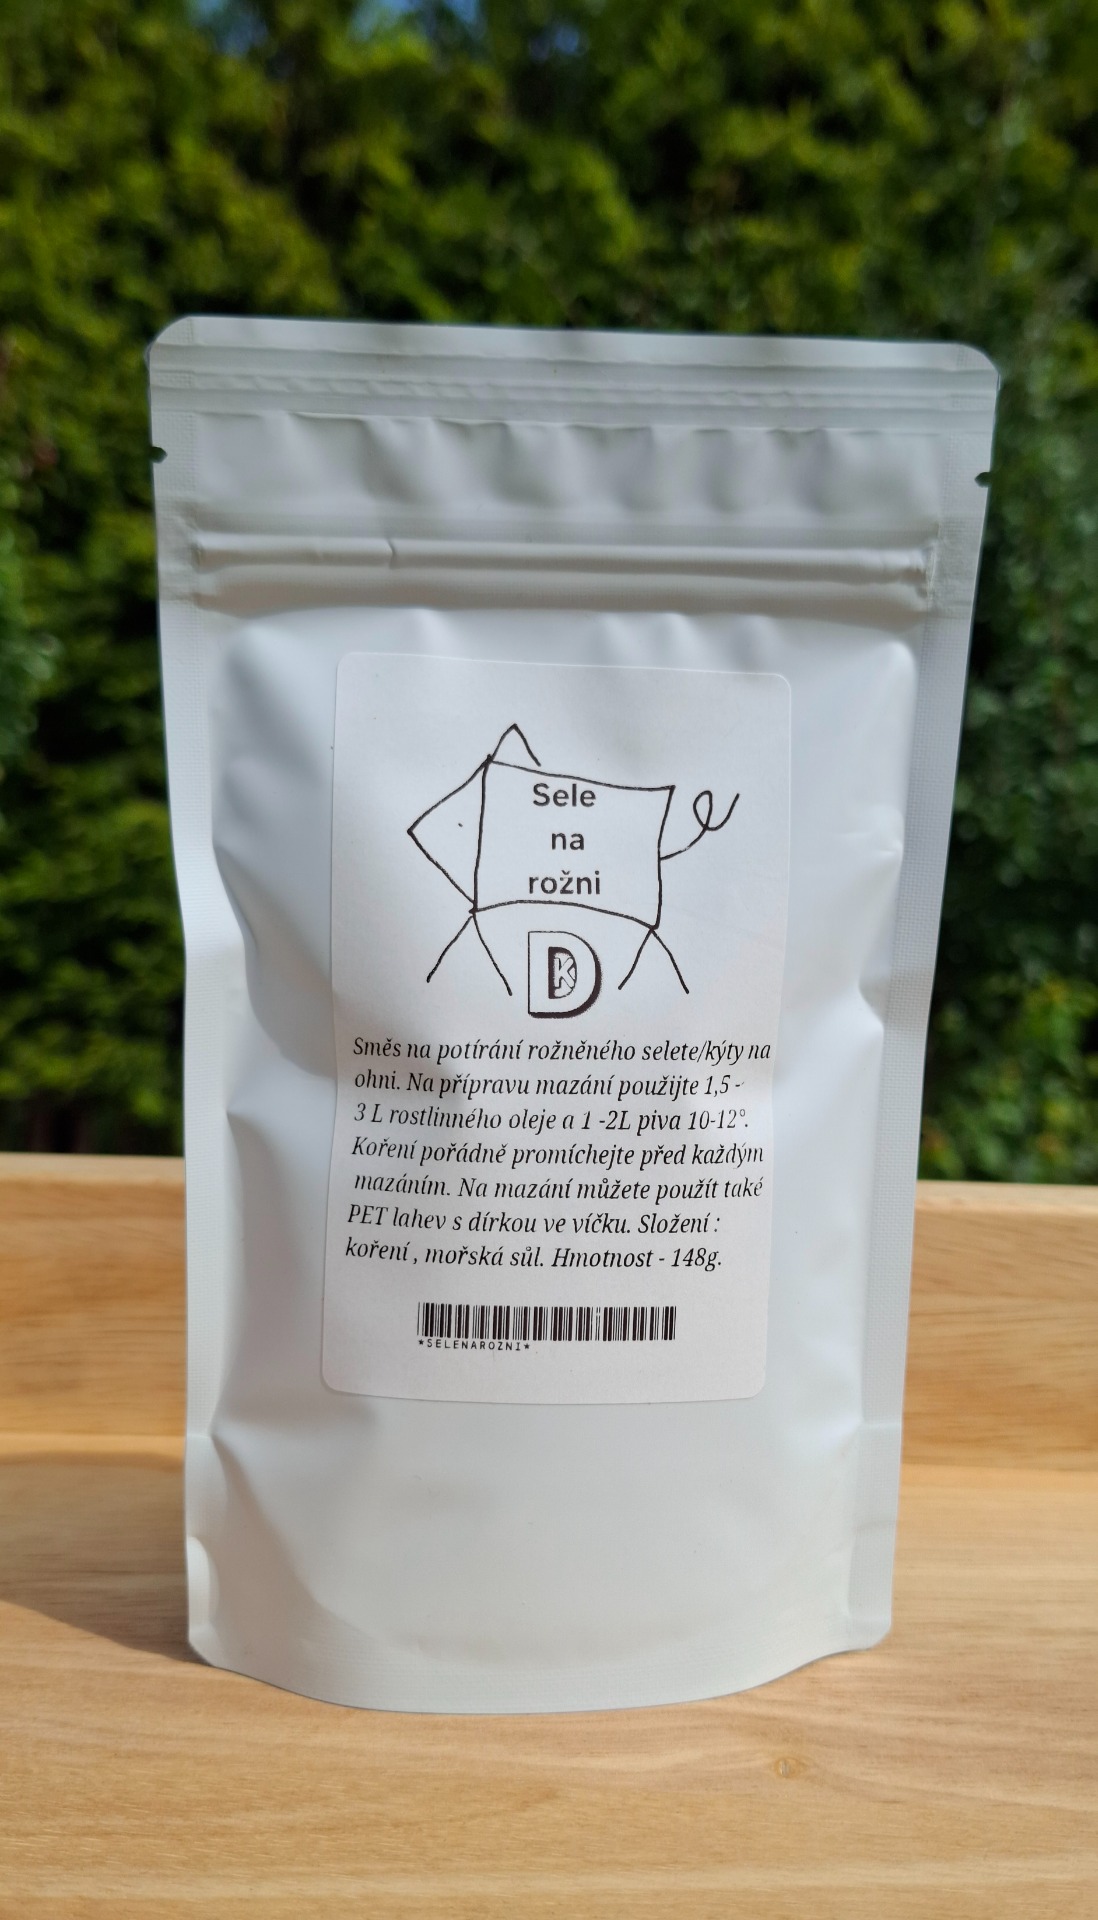 Sele
na
rožni
DK
Směs na potírání rožněného selete/kýty na
ohni. Na přípravu mazání použijte 1,5 -
3 L rostlinného oleje a 1 -2L piva 10-12°.
Koření pořádně promíchejte před každým
mazáním. Na mazání můžete použít také
PET lahev s dírkou ve víčku. Složení :
koření , mořská sůl. Hmotnost - 148g.
*SELENAROZNI*